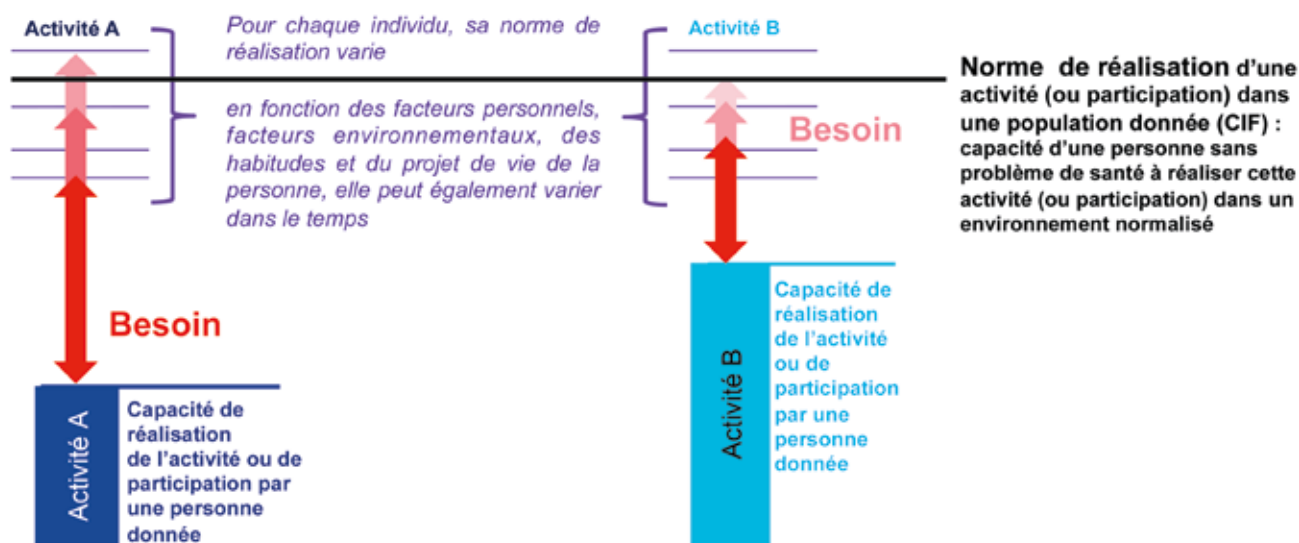 Activité A
Pour chaque individu, sa norme de
réalisation varie
en fonction des facteurs personnels,
facteurs environnementaux, des
habitudes et du projet de vie de la
personne, elle peut également varier
dans le temps
Activité B
Norme de réalisation d'une
activité (ou participation) dans
une population donnée (CIF) :
capacité d'une personne sans
problème de santé à réaliser cette
activité (ou participation) dans un
environnement normalisé
Besoin
Besoin
Activité A
Capacité de
réalisation
de l'activité ou de
participation par
une personne
donnée
Activité B
Capacité de
réalisation
de l'activité
ou de
participation
par une
personne
donnée